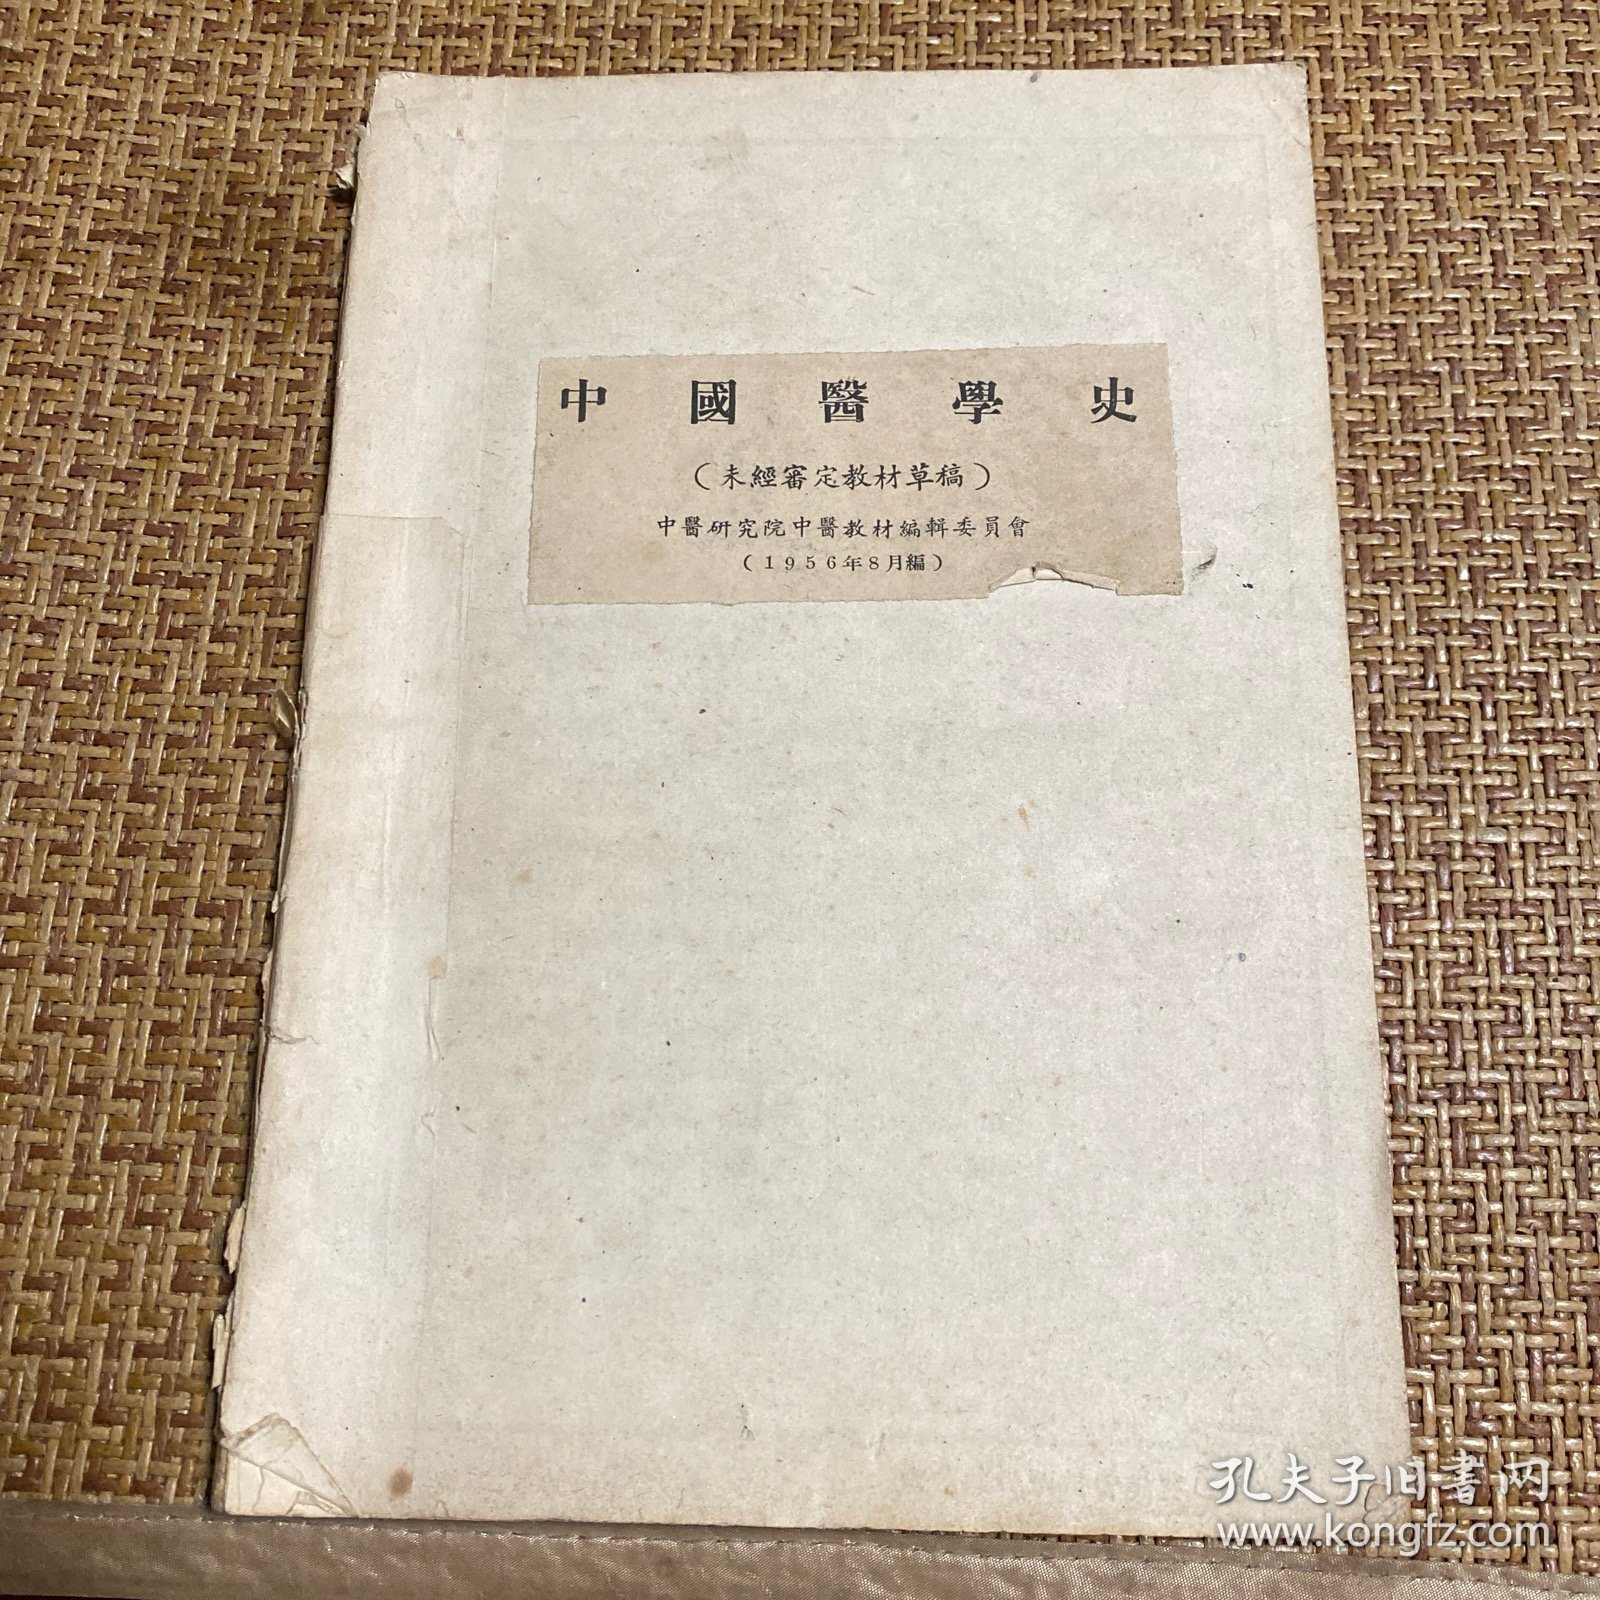 中國醫學史
（未經審定教材草稿）
中醫研究院中醫教材編輯委員會
（1956年8月編）
孔夫子旧書网
www.kongfz.com